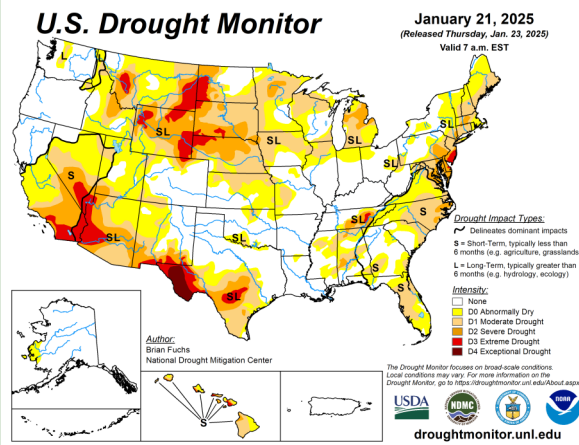 U.S. Drought Monitor
January 21, 2025
(Released Thursday, Jan. 23, 2025)
Valid 7 a.m. EST
L
L
SL
SL
SL
SL
SL
S
SL
S
SL
SL
S
SL
S
S
Drought Impact Types:
Delineates dominant impacts
S = Short-Term, typically less than
6 months (e.g. agriculture, grasslands
L = Long-Term, typically greater than
6 months (e.g. hydrology, ecology)
Intensity:
None
D0 Abnormally Dry
D1 Moderate Drought
D2 Severe Drought
D3 Extreme Drought
D4 Exceptional Drought
Author:
Brian Fuchs
National Drought Mitigation Center
The Drought Monitor focuses on broad-scale conditions.
Local conditions may vary. For more information on the
Drought Monitor, go to https://droughtmonitor.unl.edu/About.aspx
USDA
NDMC
NOAA
droughtmonitor.unl.edu